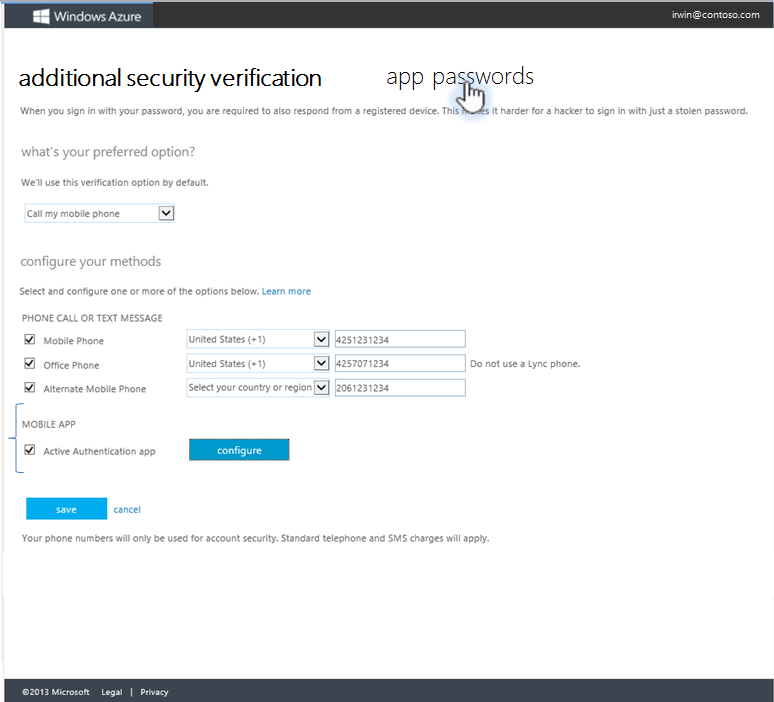 Windows Azure irwin@contoso.com
additional security verification app passwords
When you sign in with your password, you are required to also respond from a registered device. This makes it harder for a hacker to sign in with just a stolen password.
what's your preferred option?
We'll use this verification option by default.
Call my mobile phone
configure your methods
Select and configure one or more of the options below. Learn more
PHONE CALL OR TEXT MESSAGE
Mobile Phone United States (+1) 4251231234
Office Phone United States (+1) 4257071234 Do not use a Lync phone.
Alternate Mobile Phone Select your country or region 2061231234
MOBILE APP
Active Authentication app configure
save cancel
Your phone numbers will only be used for account security. Standard telephone and SMS charges will apply.
©2013 Microsoft Legal | Privacy